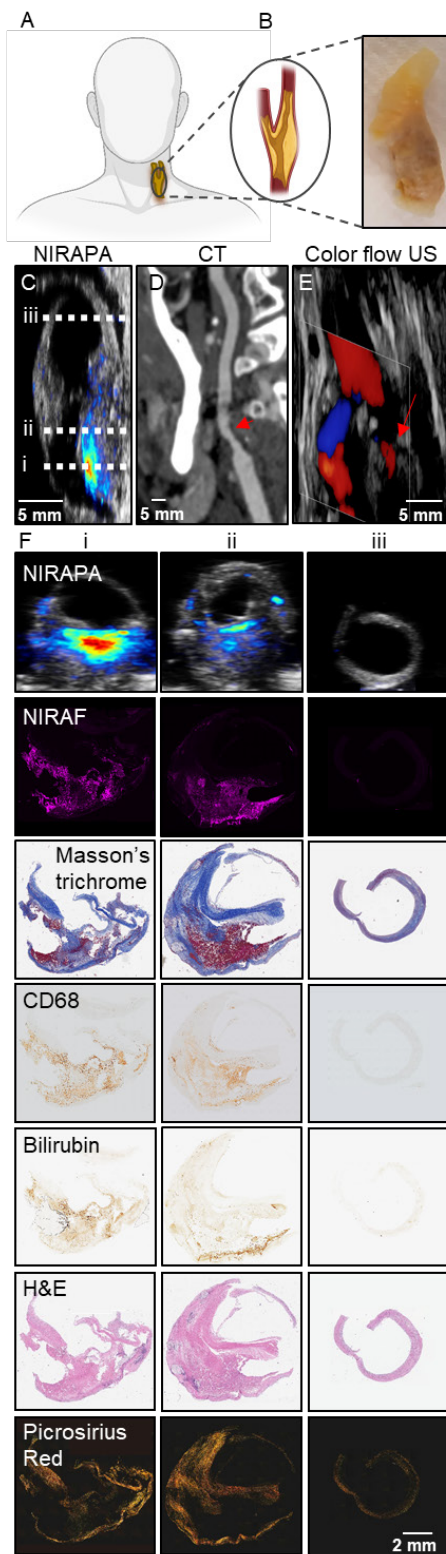 A
B
NIRAPA
CT
Color flow US
C
D
E
iii
ii
i
5 mm
5 mm
5 mm
F
i
ii
iii
NIRAPA
NIRAF
Masson's
trichrome
CD68
Bilirubin
H&E
Picrosirius
Red
2 mm